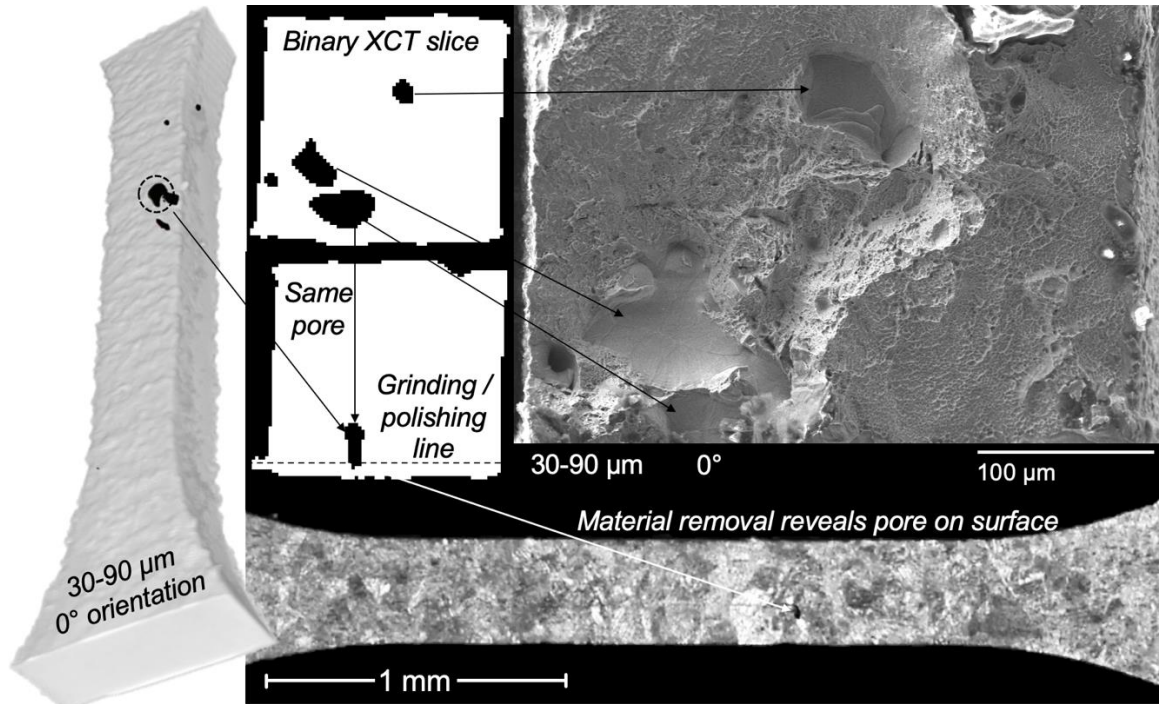 Binary XCT slice
Same
pore
Grinding /
polishing
line
30-90 µm 0°
100 µm
Material removal reveals pore on surface
30-90 µm
0° orientation
1 mm